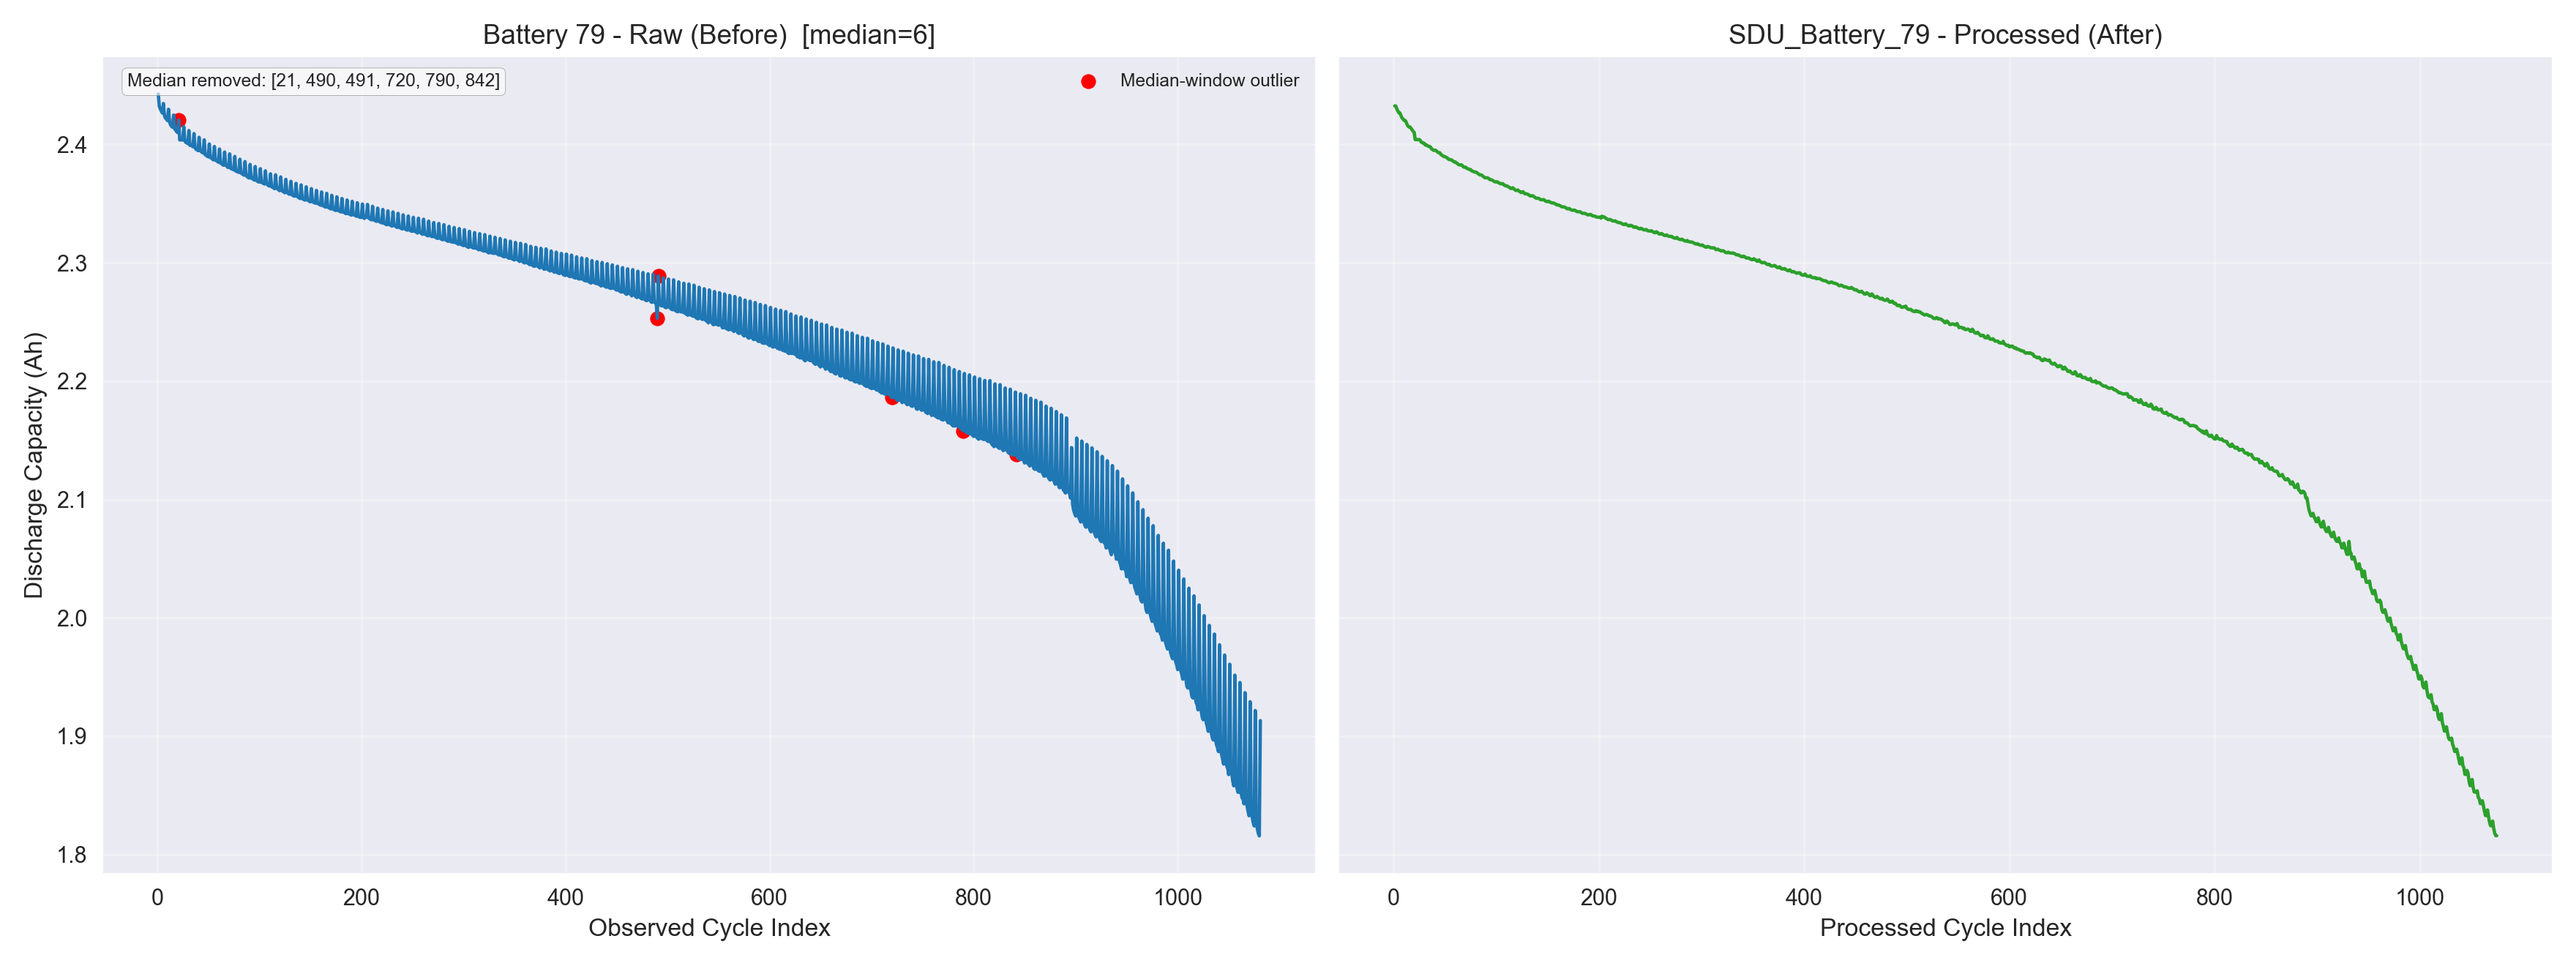 Battery 79 - Raw (Before)  [median=6]
Median removed: [21, 490, 491, 720, 790, 842]
Median-window outlier
Discharge Capacity (Ah)
2.4
2.3
2.2
2.1
2.0
1.9
1.8
0 200 400 600 800 1000
Observed Cycle Index
SDU_Battery_79 - Processed (After)
0 200 400 600 800 1000
Processed Cycle Index